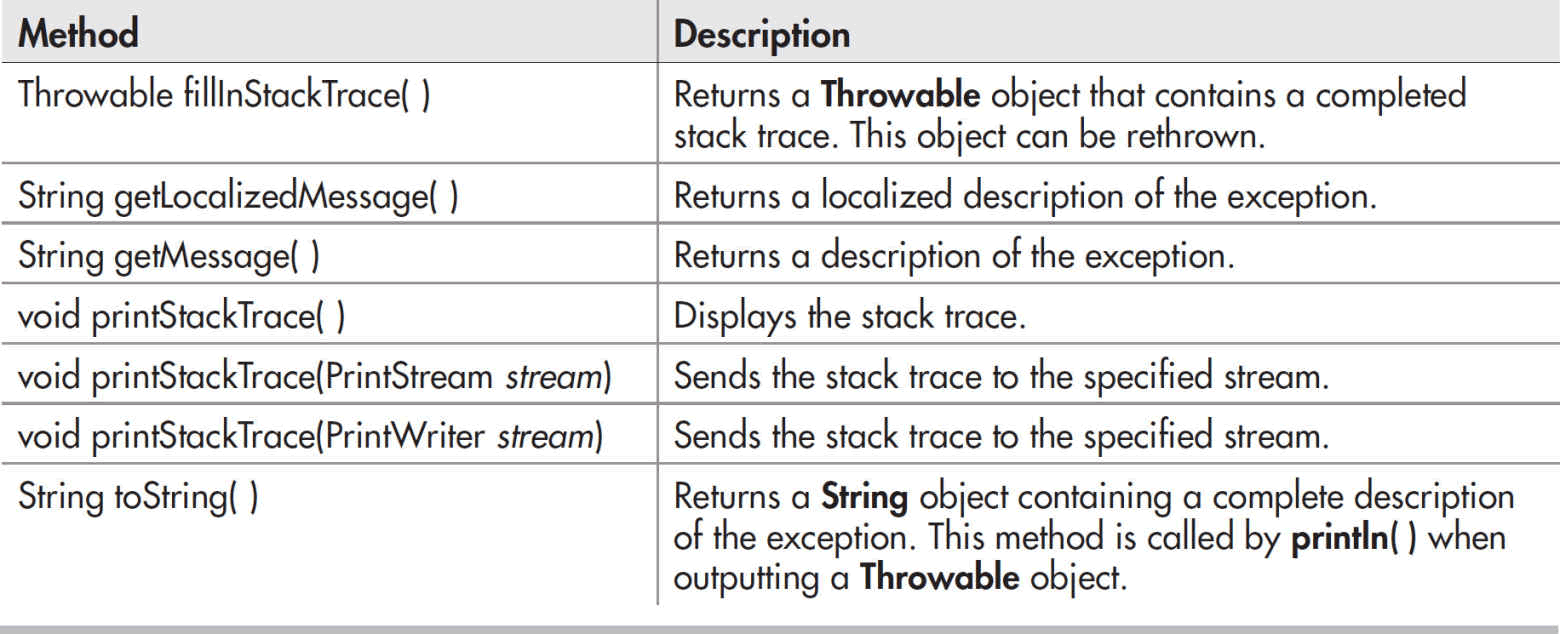 Method Description
Throwable fillInStackTrace( ) Returns a Throwable object that contains a completed
stack trace. This object can be rethrown.
String getLocalizedMessage( ) Returns a localized description of the exception.
String getMessage( ) Returns a description of the exception.
void printStackTrace( ) Displays the stack trace.
void printStackTrace(PrintStream stream) Sends the stack trace to the specified stream.
void printStackTrace(PrintWriter stream) Sends the stack trace to the specified stream.
String toString( ) Returns a String object containing a complete description
of the exception. This method is called by println( ) when
outputting a Throwable object.